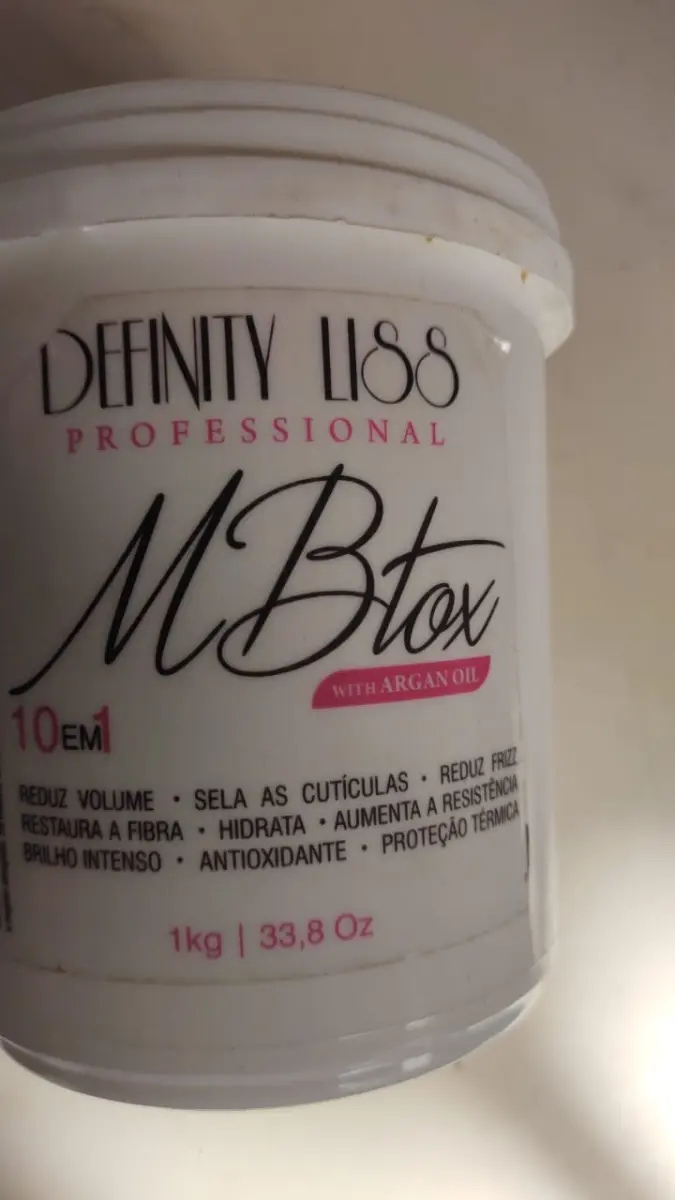 DEFINITY LISS
PROFESSIONAL
MBtox
WITH ARGAN OIL
10EM1
REDUZ VOLUME • SELA AS CUTÍCULAS • REDUZ FRIZZ
RESTAURA A FIBRA • HIDRATA • AUMENTA A RESISTÊNCIA
BRILHO INTENSO • ANTIOXIDANTE • PROTEÇÃO TÉRMICA
1kg | 33,8 Oz